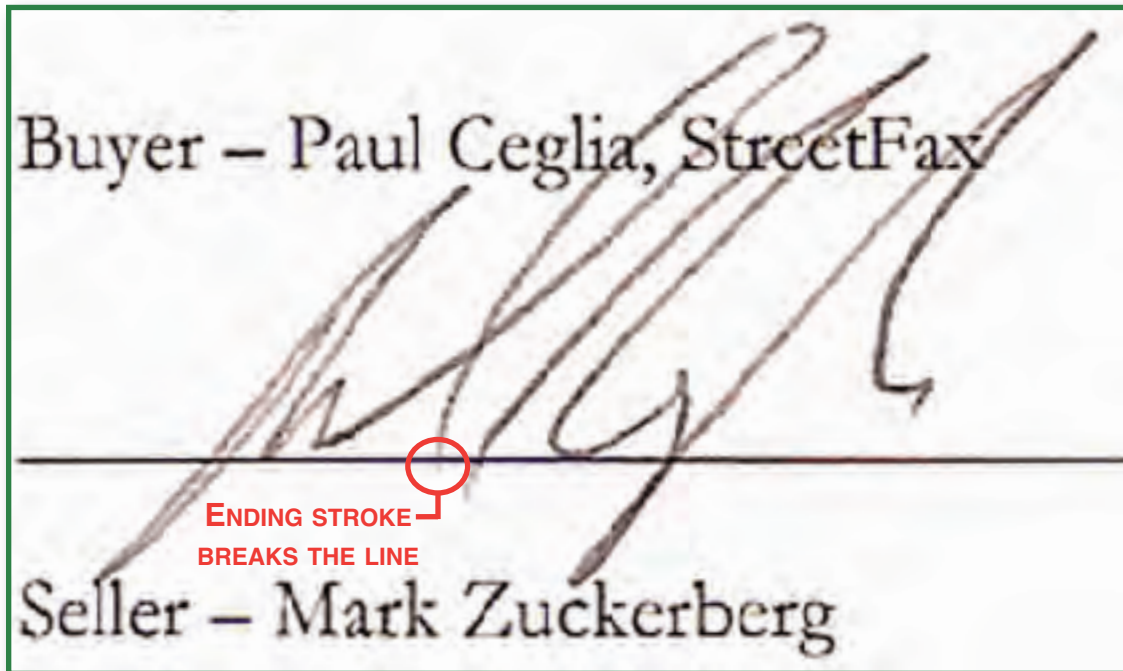 Buyer – Paul Ceglia, StreetFax
ENDING STROKE
BREAKS THE LINE
Seller – Mark Zuckerberg